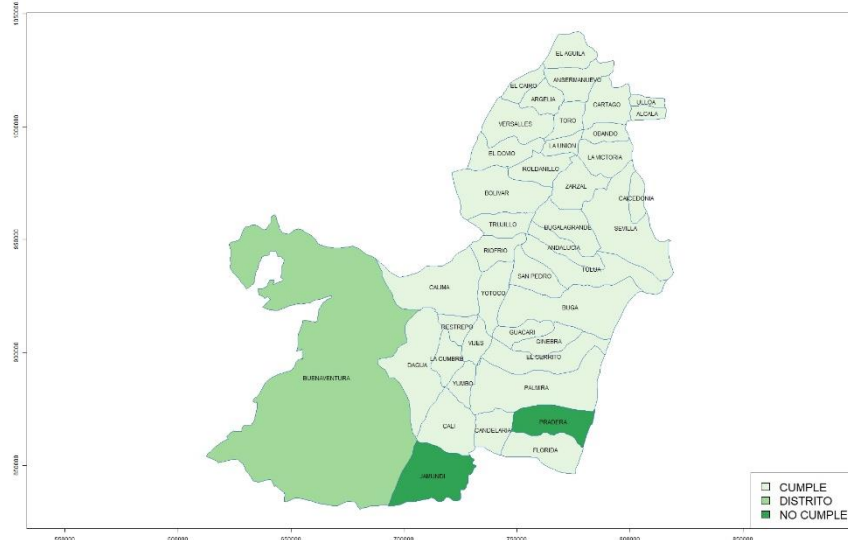 EL AGUILA
ANSERMANUEVO
EL CAIRO
ARGELIA
CARTAGO
ULLOA
ALCALA
VERSALLES
TORO
OBANDO
LA UNION
EL DOVIO
LA VICTORIA
ROLDANILLO
ZARZAL
BOLIVAR
CAICEDONIA
TRUJILLO
BUGALAGRANDE
SEVILLA
ANDALUCIA
RIOFRIO
TULUA
SAN PEDRO
CALIMA
YOTOCO
BUGA
RESTREPO
GUACARI
GINEBRA
VIJES
LA CUMBRE
EL CERRITO
DAGUA
BUENAVENTURA
YUMBO
PALMIRA
CALI
CANDELARIA
PRADERA
FLORIDA
JAMUNDI
CUMPLE
DISTRITO
NO CUMPLE
700000